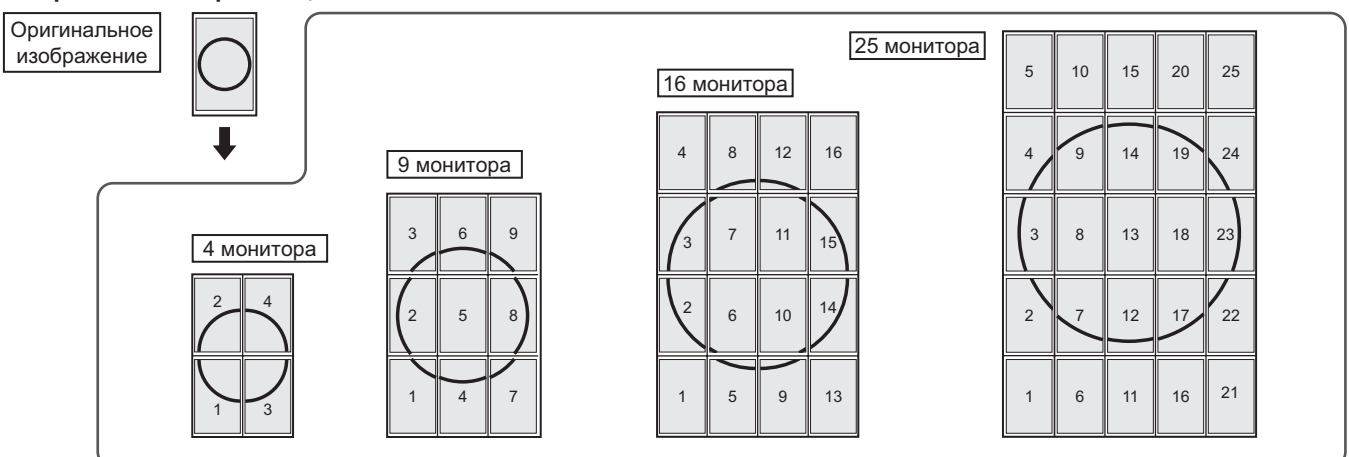 Оригинальное
изображение
4 монитора
2 4
1 3
9 монитора
3 6 9
2 5 8
1 4 7
16 монитора
4 8 12 16
3 7 11 15
2 6 10 14
1 5 9 13
25 монитора
5 10 15 20 25
4 9 14 19 24
3 8 13 18 23
2 7 12 17 22
1 6 11 16 21